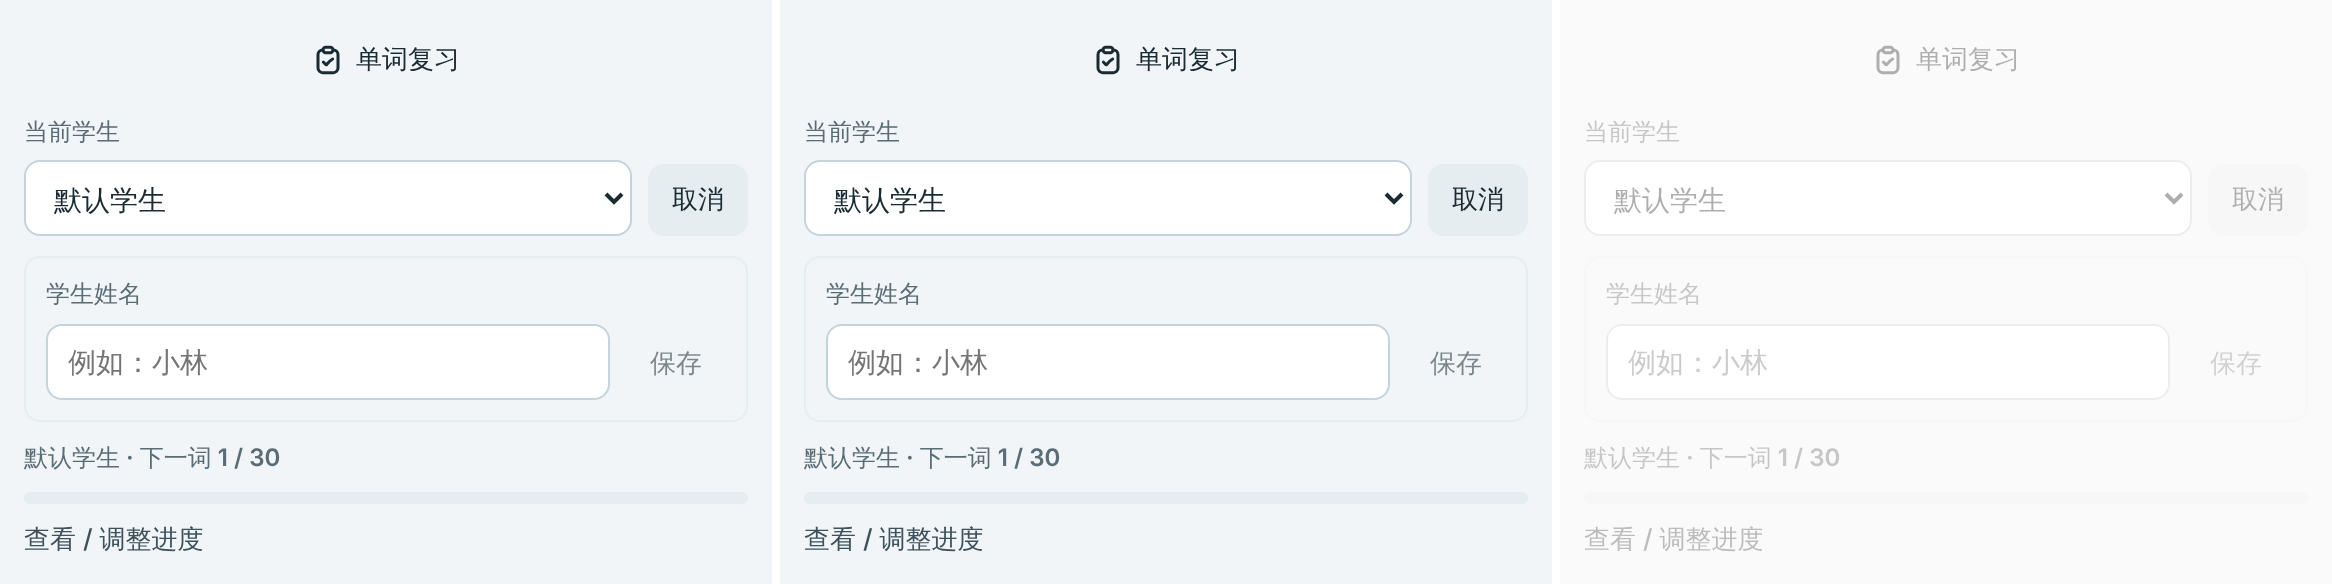 单词复习
当前学生
默认学生
取消
学生姓名
例如：小林
保存
默认学生 · 下一词 1 / 30
查看 / 调整进度
单词复习
当前学生
默认学生
取消
学生姓名
例如：小林
保存
默认学生 · 下一词 1 / 30
查看 / 调整进度
单词复习
当前学生
默认学生
取消
学生姓名
例如：小林
保存
默认学生 · 下一词 1 / 30
查看 / 调整进度